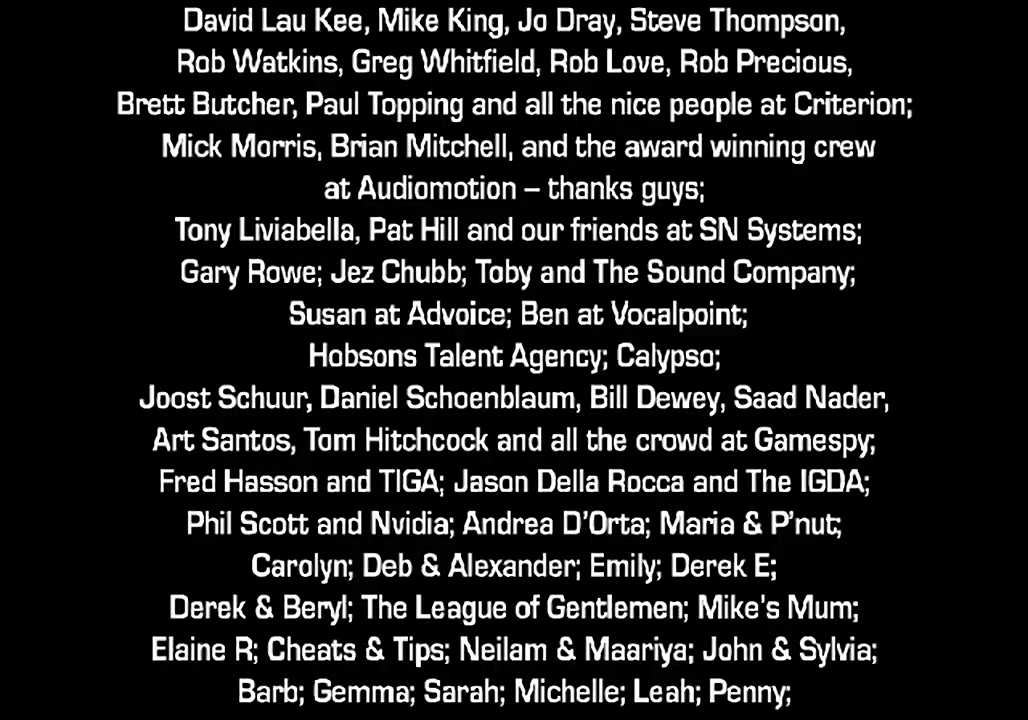 David Lau Kee, Mike King, Jo Dray, Steve Thompson,
Rob Watkins, Greg Whitfield, Rob Love, Rob Precious,
Brett Butcher, Paul Topping and all the nice people at Criterion;
Mick Morris, Brian Mitchell, and the award winning crew
at Audiomotion – thanks guys;
Tony Liviabella, Pat Hill and our friends at SN Systems;
Gary Rowe; Jez Chubb; Toby and The Sound Company;
Susan at Advoice; Ben at Vocalpoint;
Hobsons Talent Agency; Calypso;
Joost Schuur, Daniel Schoenblaum, Bill Dewey, Saad Nader,
Art Santos, Tom Hitchcock and all the crowd at Gamespy;
Fred Hasson and TIGA; Jason Della Rocca and The IGDA;
Phil Scott and Nvidia; Andrea D'Orta; Maria & P'nut;
Carolyn; Deb & Alexander; Emily; Derek E;
Derek & Beryl; The League of Gentlemen; Mike's Mum;
Elaine R; Cheats & Tips; Neilam & Maariya; John & Sylvia;
Barb; Gemma; Sarah; Michelle; Leah; Penny;